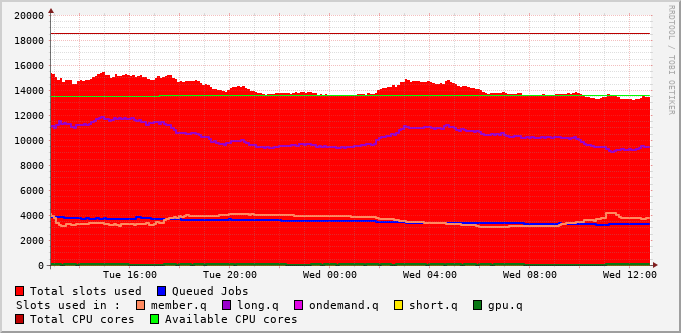 20000
18000
16000
14000
12000
10000
8000
6000
4000
2000
0
Tue 16:00 Tue 20:00 Wed 00:00 Wed 04:00 Wed 08:00 Wed 12:00
RRDTOOL / TOBI OETIKER
Total slots used Queued Jobs
Slots used in : member.q long.q ondemand.q short.q gpu.q
Total CPU cores Available CPU cores